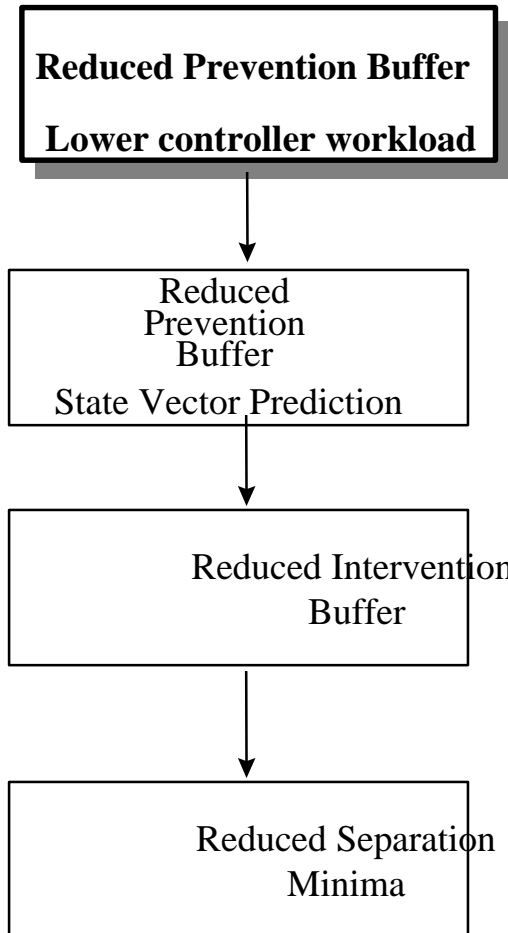 Reduced Prevention Buffer
Lower controller workload
Reduced
Prevention
Buffer
State Vector Prediction
Reduced Intervention
Buffer
Reduced Separation
Minima